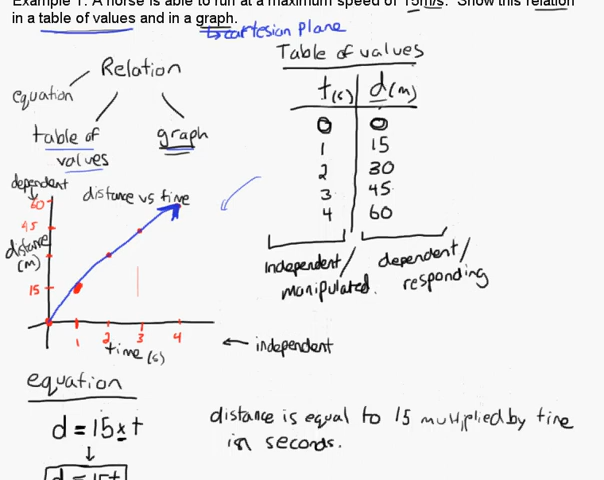 Example 1: A horse is able to run at a maximum speed of 15m/s. Show this relation
in a table of values and in a graph.
↳cartesian plane
Relation
equation
table of
values
graph
Table of values
t(s) d(m)
0 0
1 15
2 30
3 45
4 60
independent/
manipulated.
dependent/
responding
dependent
distance vs time
60
45
distance
(m)
15
1 2 3 4
time (s)
← independent
equation
d = 15 x t
↓
d = 15t
distance is equal to 15 multiplied by time
in seconds.